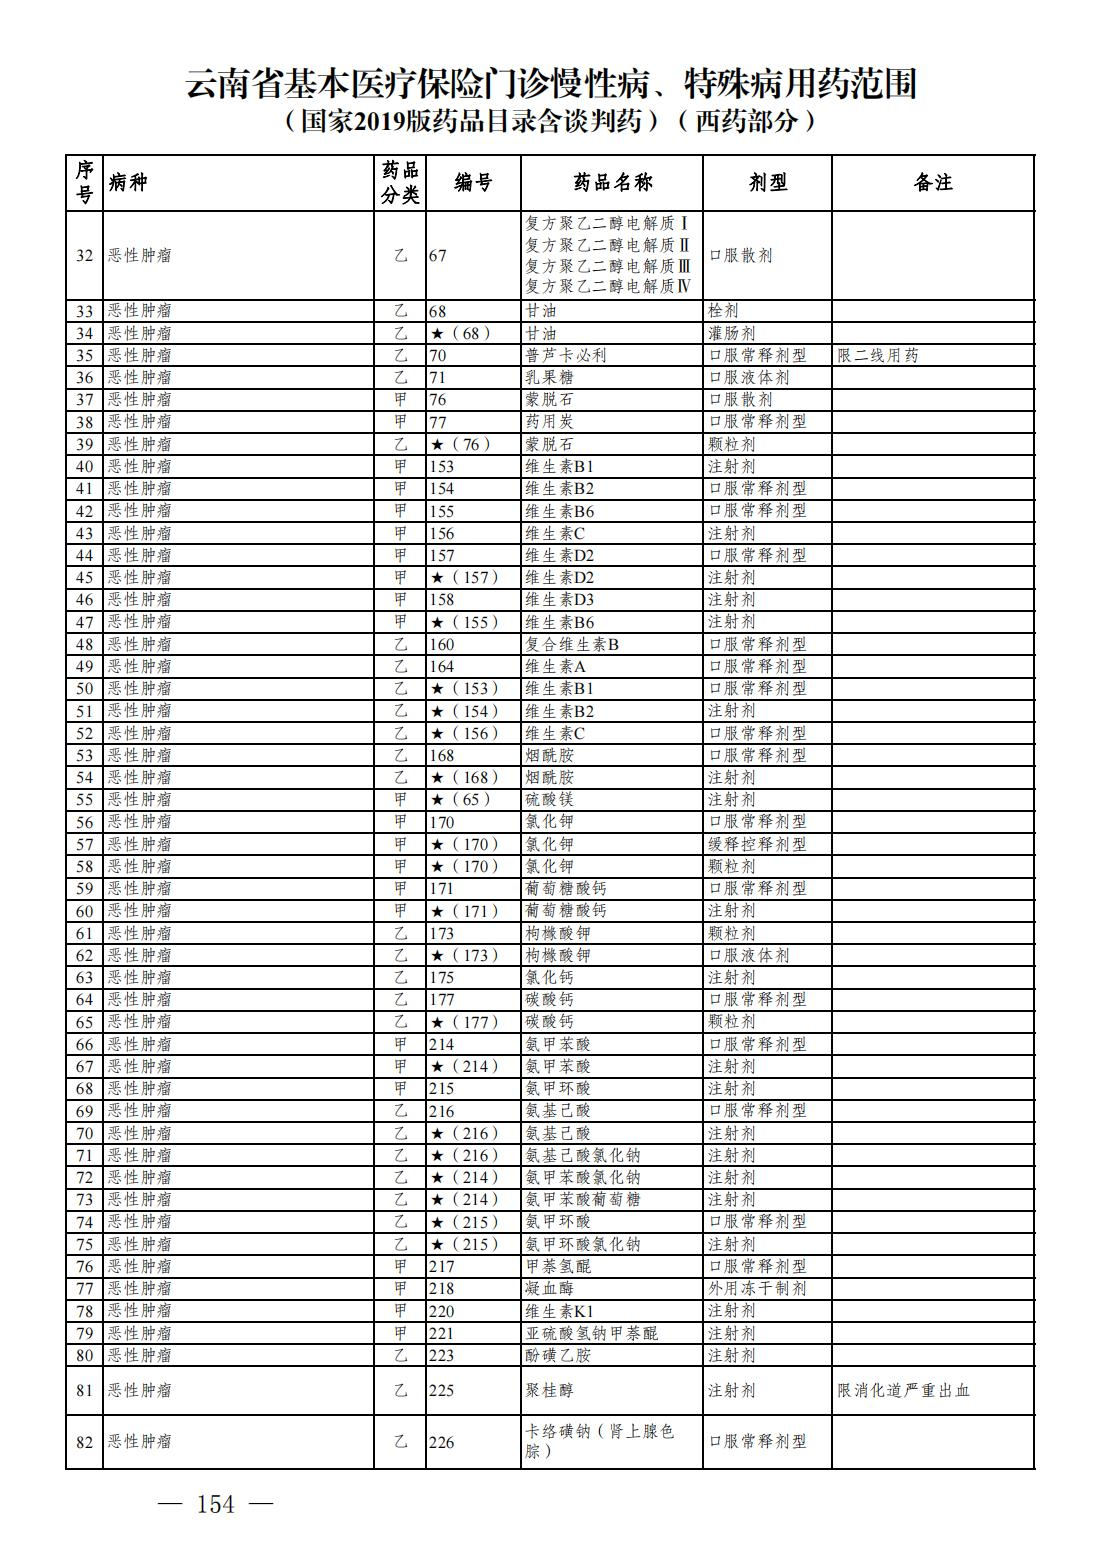 云南省基本医疗保险门诊慢性病、特殊病用药范围
（国家2019版药品目录含谈判药）（西药部分）
序号 病种 药品分类 编号 药品名称 剂型 备注
32 恶性肿瘤 乙 67 复方聚乙二醇电解质Ⅰ 复方聚乙二醇电解质Ⅱ 复方聚乙二醇电解质Ⅲ 复方聚乙二醇电解质Ⅳ 口服散剂
33 恶性肿瘤 乙 68 甘油 栓剂
34 恶性肿瘤 乙 ★（68） 甘油 灌肠剂
35 恶性肿瘤 乙 70 普芦卡必利 口服常释剂型 限二线用药
36 恶性肿瘤 乙 71 乳果糖 口服液体剂
37 恶性肿瘤 甲 76 蒙脱石 口服散剂
38 恶性肿瘤 甲 77 药用炭 口服常释剂型
39 恶性肿瘤 乙 ★（76） 蒙脱石 颗粒剂
40 恶性肿瘤 甲 153 维生素B1 注射剂
41 恶性肿瘤 甲 154 维生素B2 口服常释剂型
42 恶性肿瘤 甲 155 维生素B6 口服常释剂型
43 恶性肿瘤 甲 156 维生素C 注射剂
44 恶性肿瘤 甲 157 维生素D2 口服常释剂型
45 恶性肿瘤 甲 ★（157） 维生素D2 注射剂
46 恶性肿瘤 甲 158 维生素D3 注射剂
47 恶性肿瘤 甲 ★（155） 维生素B6 注射剂
48 恶性肿瘤 乙 160 复合维生素B 口服常释剂型
49 恶性肿瘤 乙 164 维生素A 口服常释剂型
50 恶性肿瘤 乙 ★（153） 维生素B1 口服常释剂型
51 恶性肿瘤 乙 ★（154） 维生素B2 注射剂
52 恶性肿瘤 乙 ★（156） 维生素C 口服常释剂型
53 恶性肿瘤 乙 168 烟酰胺 口服常释剂型
54 恶性肿瘤 乙 ★（168） 烟酰胺 注射剂
55 恶性肿瘤 甲 ★（65） 硫酸镁 注射剂
56 恶性肿瘤 甲 170 氯化钾 口服常释剂型
57 恶性肿瘤 甲 ★（170） 氯化钾 缓释控释剂型
58 恶性肿瘤 甲 ★（170） 氯化钾 颗粒剂
59 恶性肿瘤 甲 171 葡萄糖酸钙 口服常释剂型
60 恶性肿瘤 甲 ★（171） 葡萄糖酸钙 注射剂
61 恶性肿瘤 乙 173 枸橼酸钾 颗粒剂
62 恶性肿瘤 乙 ★（173） 枸橼酸钾 口服液体剂
63 恶性肿瘤 乙 175 氯化钙 注射剂
64 恶性肿瘤 乙 177 碳酸钙 口服常释剂型
65 恶性肿瘤 乙 ★（177） 碳酸钙 颗粒剂
66 恶性肿瘤 甲 214 氨甲苯酸 口服常释剂型
67 恶性肿瘤 甲 ★（214） 氨甲苯酸 注射剂
68 恶性肿瘤 甲 215 氨甲环酸 注射剂
69 恶性肿瘤 乙 216 氨基己酸 口服常释剂型
70 恶性肿瘤 乙 ★（216） 氨基己酸 注射剂
71 恶性肿瘤 乙 ★（216） 氨基己酸氯化钠 注射剂
72 恶性肿瘤 乙 ★（214） 氨甲苯酸氯化钠 注射剂
73 恶性肿瘤 乙 ★（214） 氨甲苯酸葡萄糖 注射剂
74 恶性肿瘤 乙 ★（215） 氨甲环酸 口服常释剂型
75 恶性肿瘤 乙 ★（215） 氨甲环酸氯化钠 注射剂
76 恶性肿瘤 甲 217 甲萘氢醌 口服常释剂型
77 恶性肿瘤 甲 218 凝血酶 外用冻干制剂
78 恶性肿瘤 甲 220 维生素K1 注射剂
79 恶性肿瘤 甲 221 亚硫酸氢钠甲萘醌 注射剂
80 恶性肿瘤 乙 223 酚磺乙胺 注射剂
81 恶性肿瘤 乙 225 聚桂醇 注射剂 限消化道严重出血
82 恶性肿瘤 乙 226 卡络磺钠（肾上腺色腙） 口服常释剂型
— 154 —